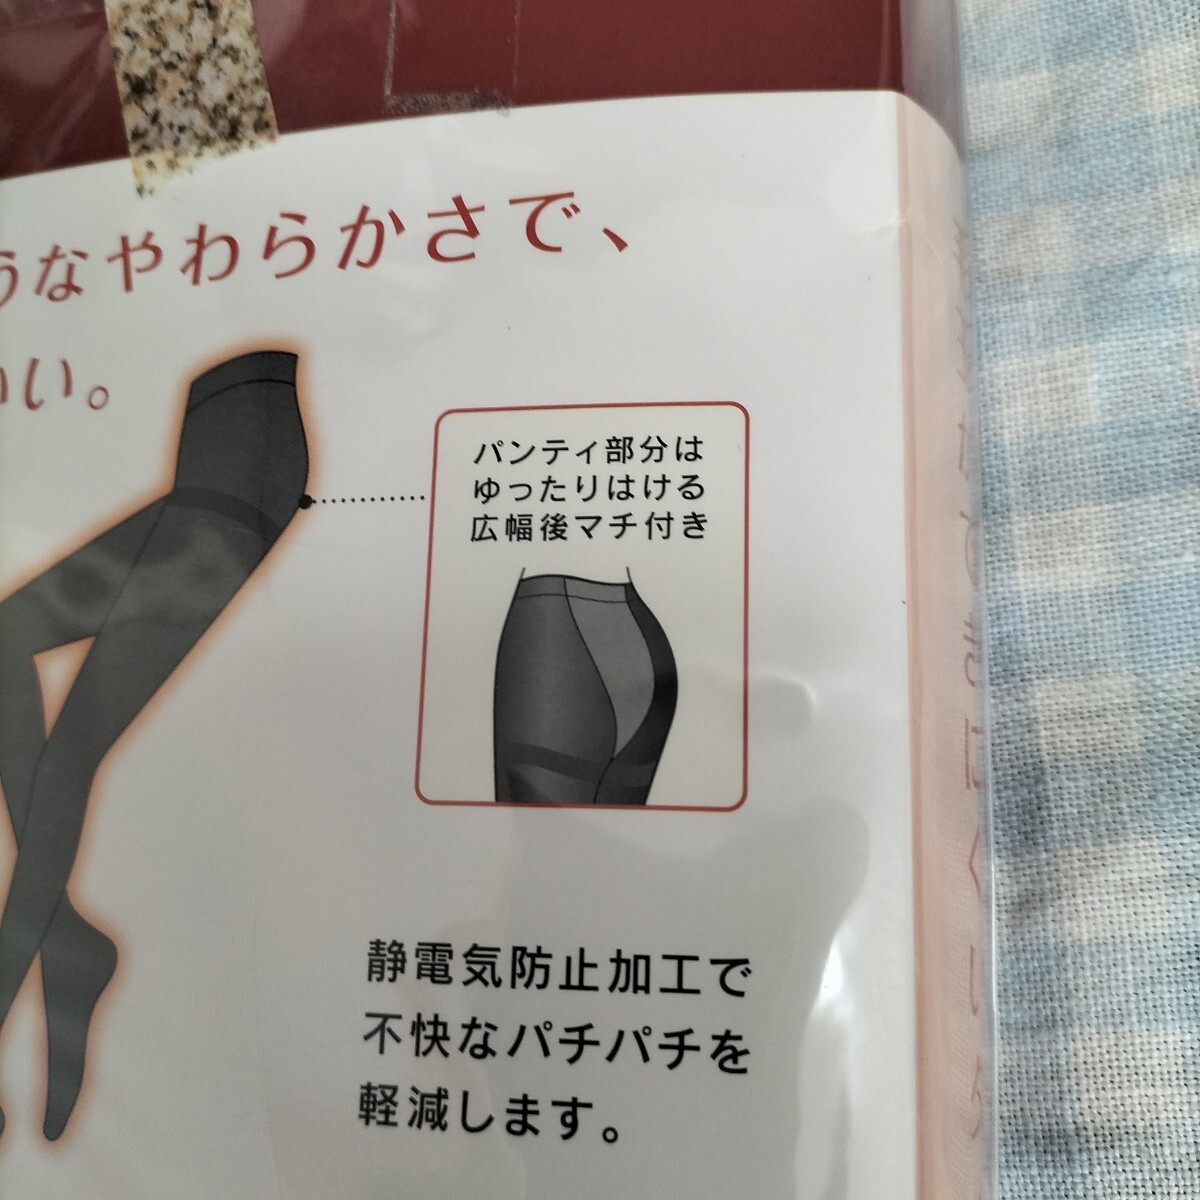 うなやわらかさで、
いい。
パンティ部分は
ゆったりはける
広幅後マチ付き
静電気防止加工で
不快なパチパチを
軽減します。